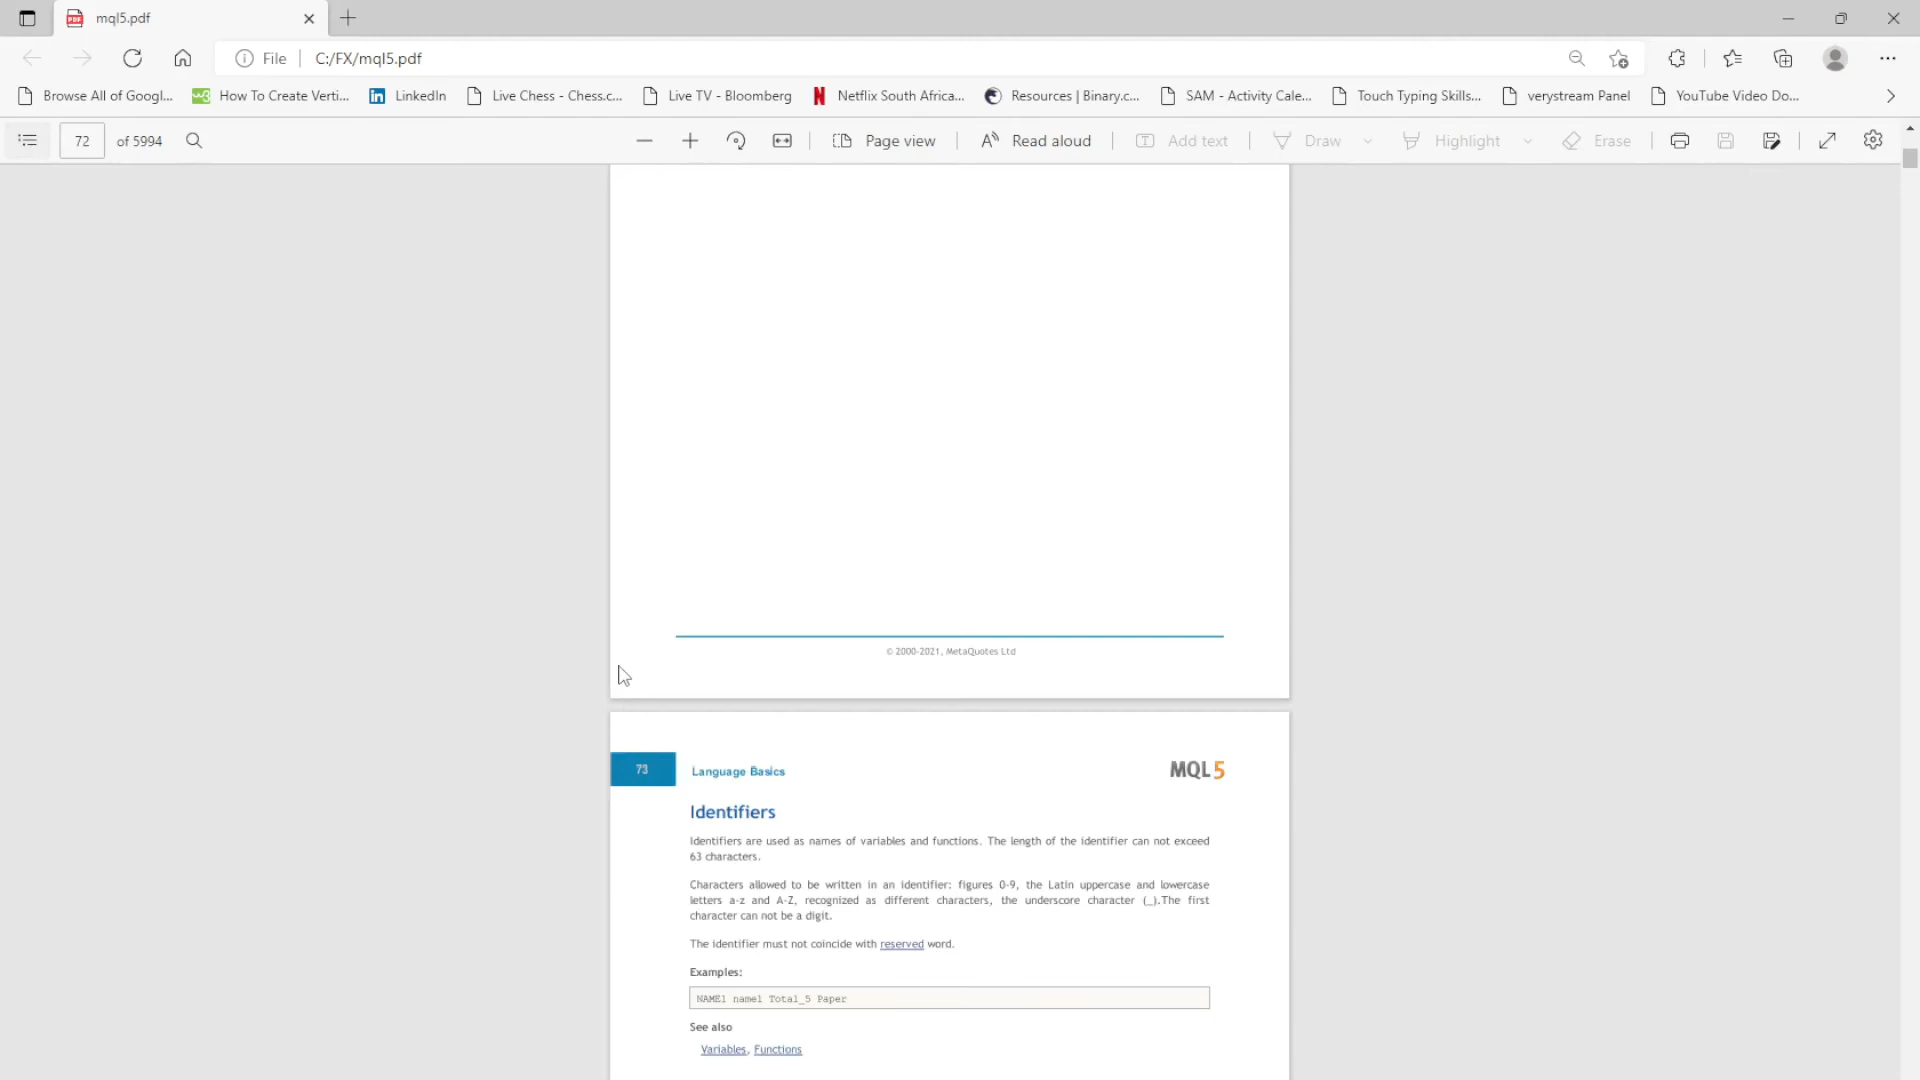 mql5.pdf
File
C:/FX/mql5.pdf
Browse All of Googl...
How To Create Verti...
LinkedIn
Live Chess - Chess.c...
Live TV - Bloomberg
Netflix South Africa...
Resources | Binary.c...
SAM - Activity Cale...
Touch Typing Skills...
verystream Panel
YouTube Video Do...
72 of 5994
Page view
Read aloud
Add text
Draw
Highlight
Erase
© 2000-2021, MetaQuotes Ltd
73
Language Basics
MQL5
Identifiers
Identifiers are used as names of variables and functions. The length of the identifier can not exceed
63 characters.
Characters allowed to be written in an identifier: figures 0-9, the Latin uppercase and lowercase
letters a-z and A-Z, recognized as different characters, the underscore character (_).The first
character can not be a digit.
The identifier must not coincide with reserved word.
Examples:
NAME1 name1 Total_5 Paper
See also
Variables, Functions